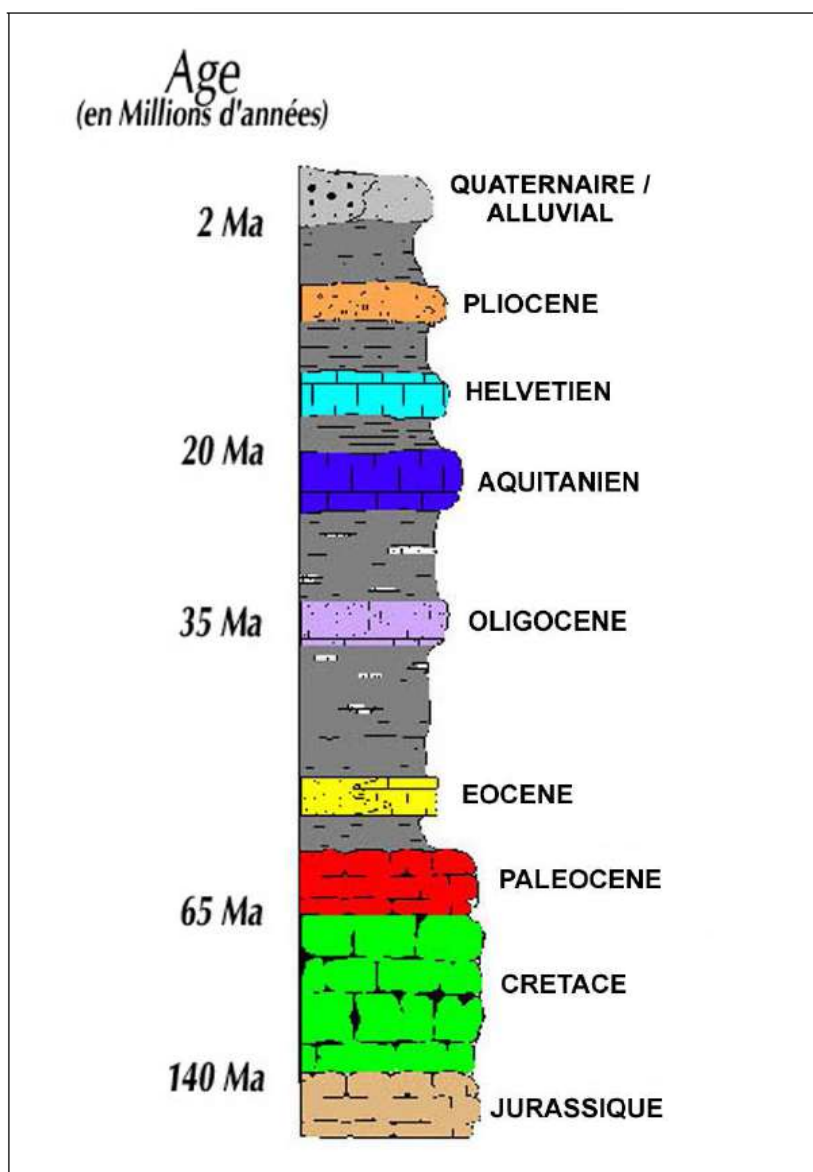 Age
(en Millions d'années)
QUATERNAIRE /
ALLUVIAL
2 Ma
PLIOCENE
HELVETIEN
20 Ma
AQUITANIEN
35 Ma
OLIGOCENE
EOCENE
PALEOCENE
65 Ma
CRETACE
140 Ma
JURASSIQUE